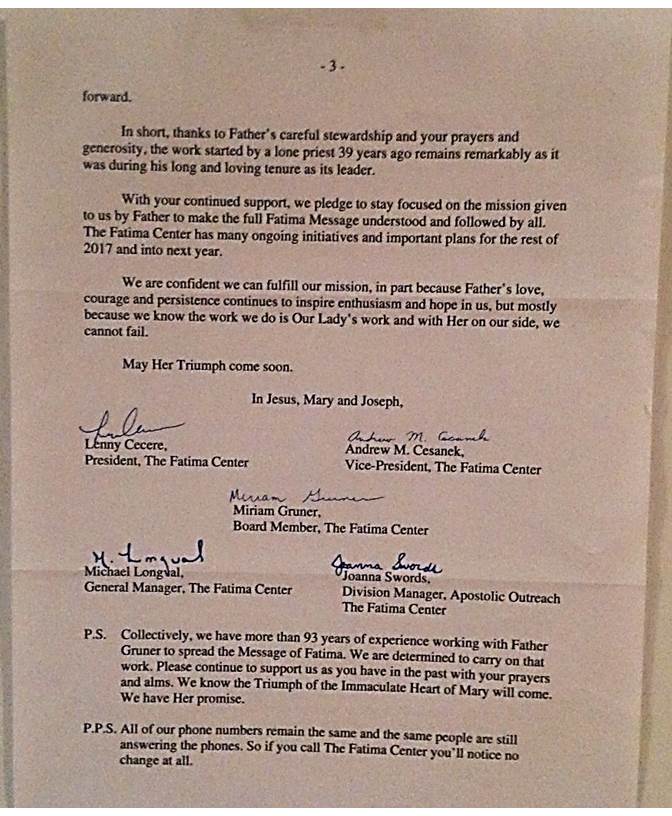 - 3 -
forward.
In short, thanks to Father's careful stewardship and your prayers and
generosity, the work started by a lone priest 39 years ago remains remarkably as it
was during his long and loving tenure as its leader.
With your continued support, we pledge to stay focused on the mission given
to us by Father to make the full Fatima Message understood and followed by all.
The Fatima Center has many ongoing initiatives and important plans for the rest of
2017 and into next year.
We are confident we can fulfill our mission, in part because Father's love,
courage and persistence continues to inspire enthusiasm and hope in us, but mostly
because we know the work we do is Our Lady's work and with Her on our side, we
cannot fail.
May Her Triumph come soon.
In Jesus, Mary and Joseph,
Lenny Cecere,
President, The Fatima Center
Andrew M. Cesanek
Andrew M. Cesanek,
Vice-President, The Fatima Center
Miriam Gruner
Miriam Gruner,
Board Member, The Fatima Center
M. Longval
Michael Longval,
General Manager, The Fatima Center
Joanna Swords
Joanna Swords,
Division Manager, Apostolic Outreach
The Fatima Center
P.S. Collectively, we have more than 93 years of experience working with Father
Gruner to spread the Message of Fatima. We are determined to carry on that
work. Please continue to support us as you have in the past with your prayers
and alms. We know the Triumph of the Immaculate Heart of Mary will come.
We have Her promise.
P.P.S. All of our phone numbers remain the same and the same people are still
answering the phones. So if you call The Fatima Center you'll notice no
change at all.